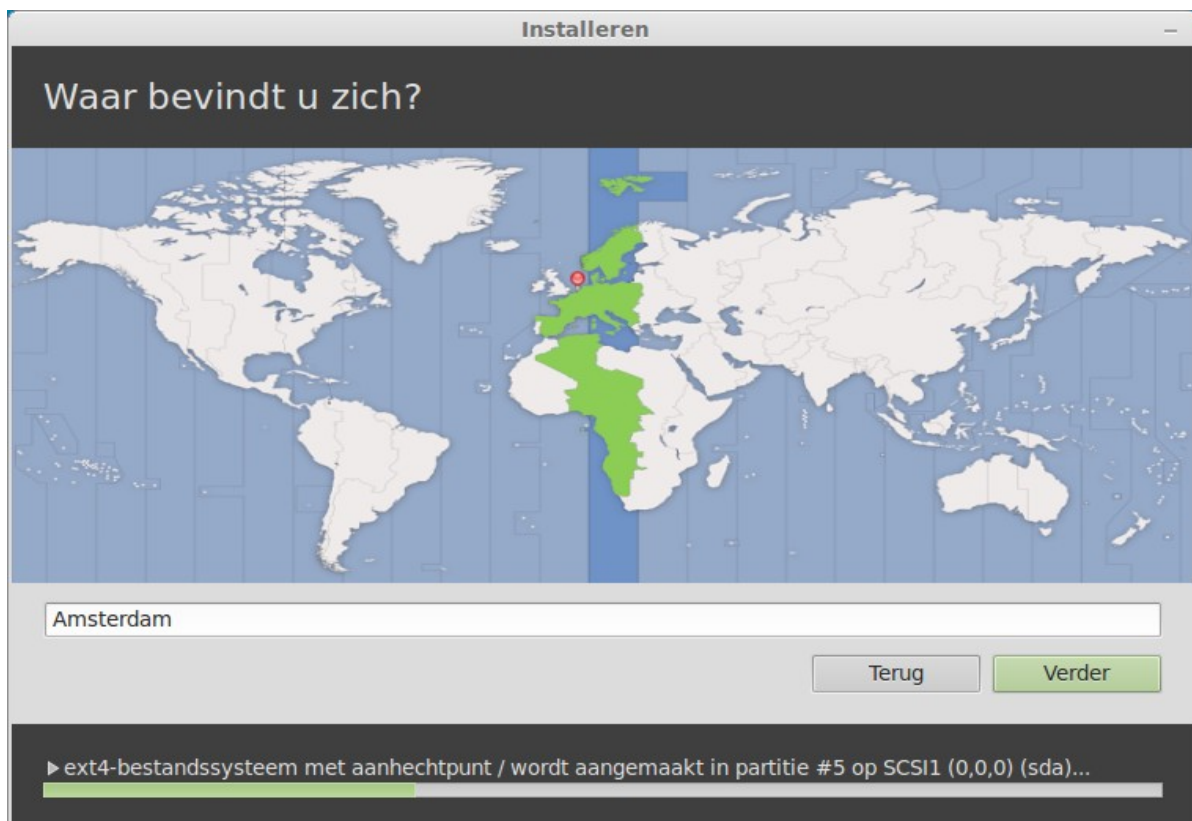 Installeren
Waar bevindt u zich?
Amsterdam
Terug
Verder
ext4-bestandssysteem met aanhechtpunt / wordt aangemaakt in partitie #5 op SCSI1 (0,0,0) (sda)...